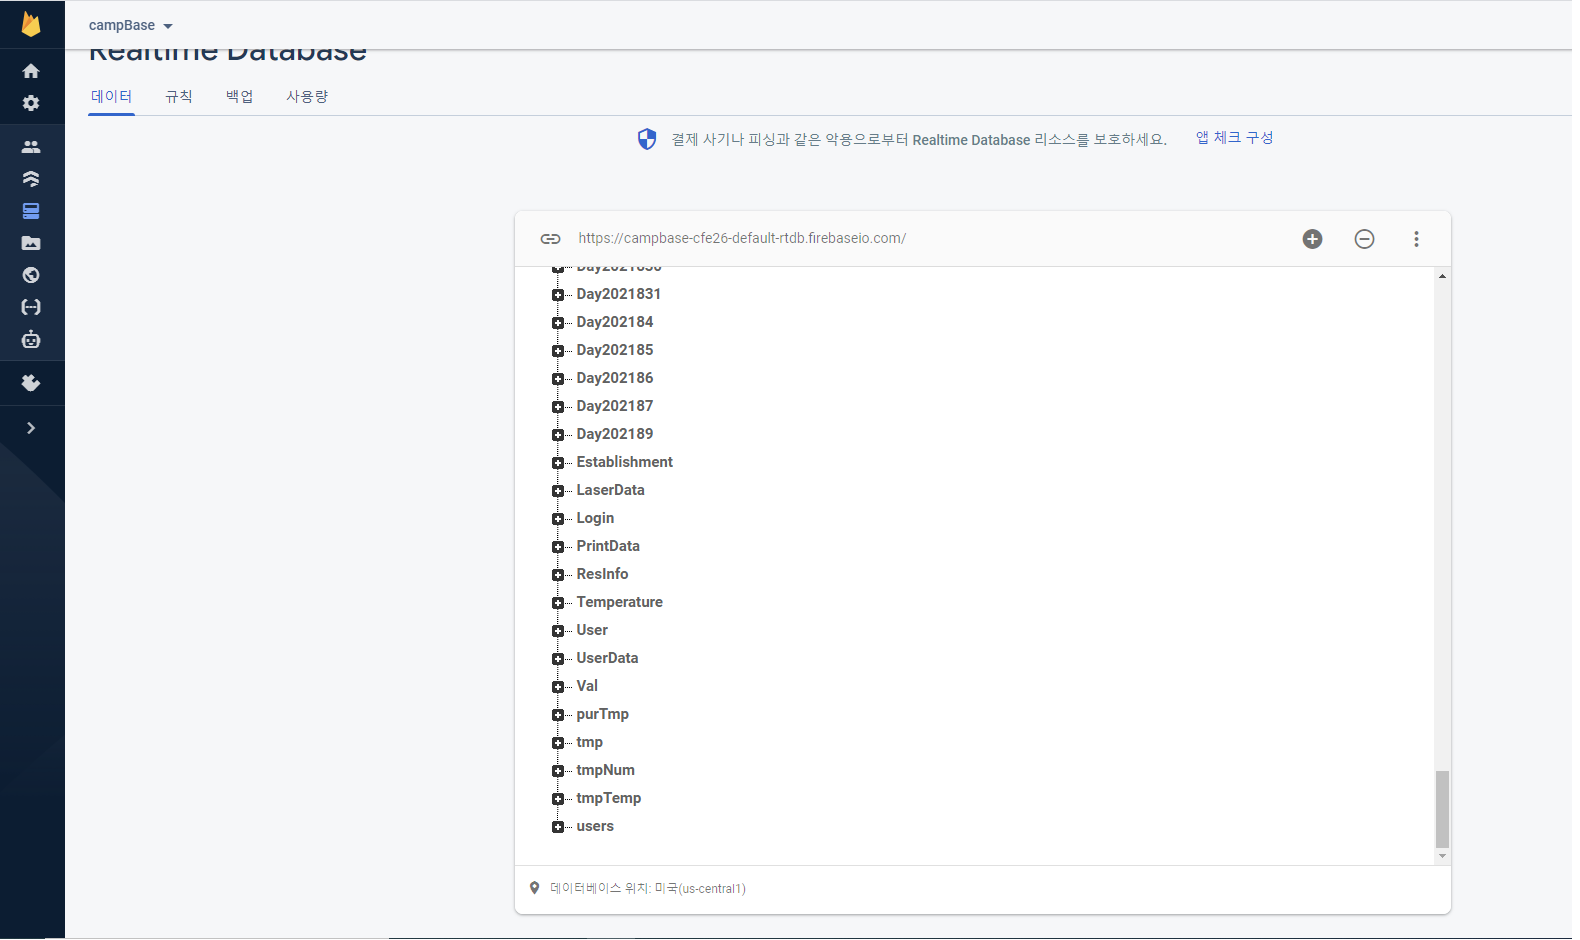 campBase
Realtime Database
데이터 규칙 백업 사용량
결제 사기나 피싱과 같은 악용으로부터 Realtime Database 리소스를 보호하세요. 앱 체크 구성
https://campbase-cfe26-default-rtdb.firebaseio.com/
Day2021830
Day2021831
Day202184
Day202185
Day202186
Day202187
Day202189
Establishment
LaserData
Login
PrintData
ResInfo
Temperature
User
UserData
Val
purTmp
tmp
tmpNum
tmpTemp
users
데이터베이스 위치: 미국(us-central1)